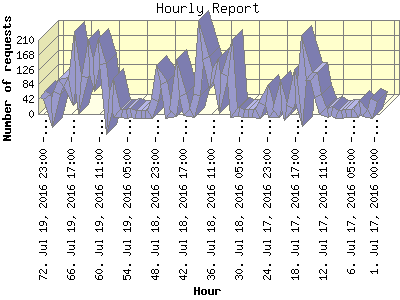 Hourly Report
Number of requests
210
168
126
84
42
0
72. Jul 19, 2016 23:00 -...
66. Jul 19, 2016 17:00 -...
60. Jul 19, 2016 11:00 -...
54. Jul 19, 2016 05:00 -...
48. Jul 18, 2016 23:00 -...
42. Jul 18, 2016 17:00 -...
36. Jul 18, 2016 11:00 -...
30. Jul 18, 2016 05:00 -...
24. Jul 17, 2016 23:00 -...
18. Jul 17, 2016 17:00 -...
12. Jul 17, 2016 11:00 -...
6. Jul 17, 2016 05:00 -...
1. Jul 17, 2016 00:00 -...
Hour